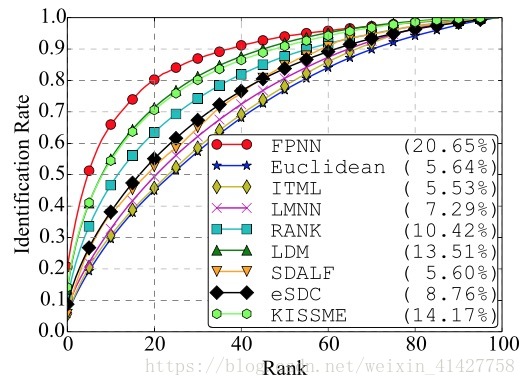 1.0
0.9
0.8
0.7
0.6
0.5
0.4
0.3
0.2
0.1
0.0
Identification Rate
FPNN (20.65%)
Euclidean ( 5.64%)
ITML ( 5.53%)
LMNN ( 7.29%)
RANK (10.42%)
LDM (13.51%)
SDALF ( 5.60%)
eSDC ( 8.76%)
KISSME (14.17%)
0 20 40 60 80 100
Rank
https://blog.csdn.net/weixin_41427758